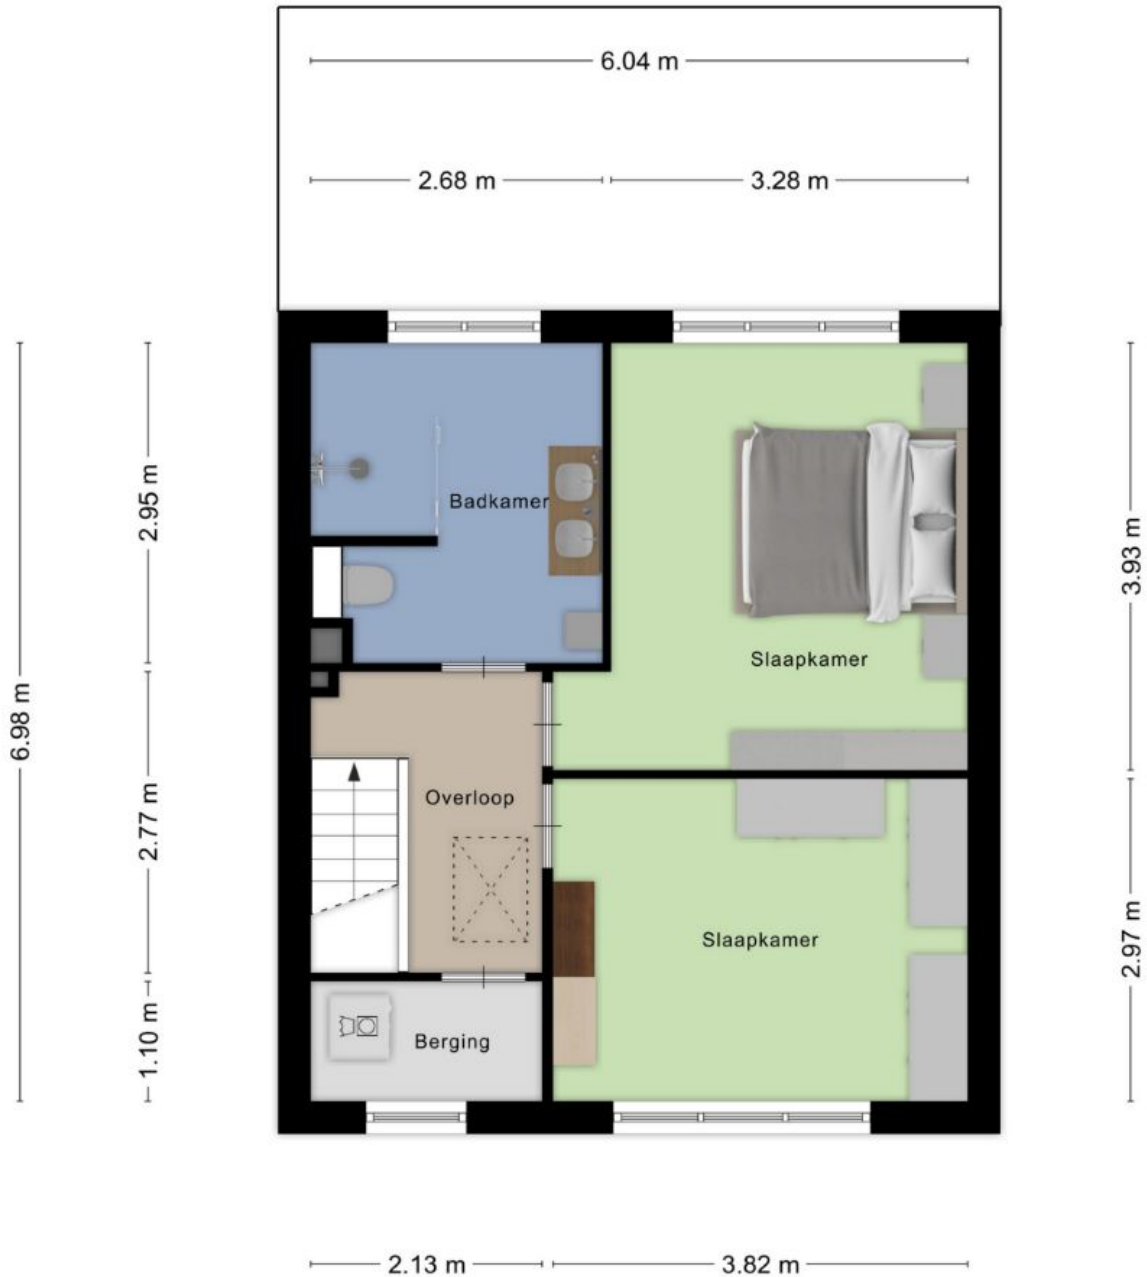 6.04 m
2.68 m
3.28 m
2.95 m
Badkamer
3.93 m
Slaapkamer
6.98 m
2.77 m
Overloop
Slaapkamer
2.97 m
1.10 m
Berging
2.13 m
3.82 m